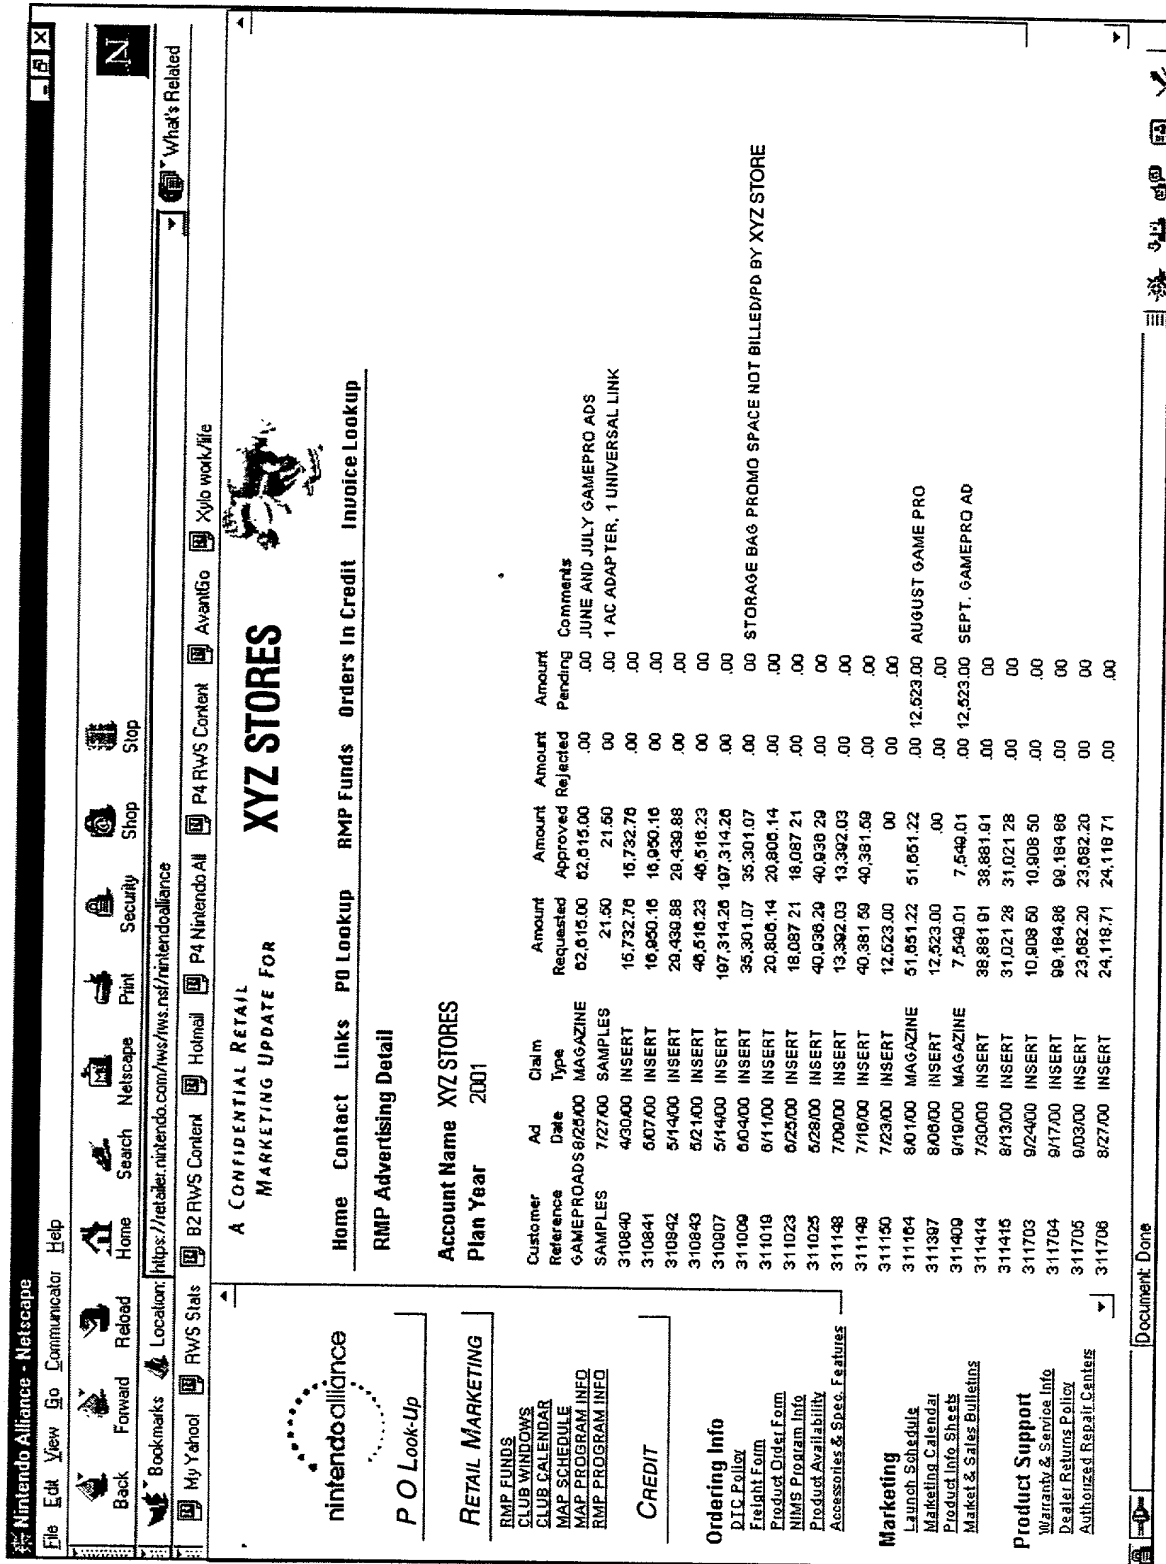 Nintendo Alliance - Netscape
File Edit View Go Communicator Help
Back Forward Reload Home Search Netscape Print Security Shop Stop
Bookmarks Location: https://retailer.nintendo.com/rws/rws.nsf/nintendoalliance What's Related
My Yahoo! RWS Stats B2 RWS Content Hotmail P4 Nintendo All P4 RWS Content AvantGo Xylo work/life
nintendoalliance
P O Look-Up
RETAIL MARKETING
RMP FUNDS
CLUB WINDOWS
CLUB CALENDAR
MAP SCHEDULE
MAP PROGRAM INFO
RMP PROGRAM INFO
CREDIT
Ordering Info
DTC Policy
Freight Form
Product Order Form
NIMS Program Info
Product Availability
Accessories & Spec. Features
Marketing
Launch Schedule
Marketing Calendar
Product Info Sheets
Market & Sales Bulletins
Product Support
Warranty & Service Info
Dealer Returns Policy
Authorized Repair Centers
A CONFIDENTIAL RETAIL
MARKETING UPDATE FOR
XYZ STORES
Home Contact Links PO Lookup RMP Funds Orders In Credit Invoice Lookup
RMP Advertising Detail
Account Name XYZ STORES
Plan Year 2001
Customer Ad Claim Amount Amount Amount Amount
Reference Date Type Requested Approved Rejected Pending Comments
GAMEPROADS 8/25/00 MAGAZINE 62,615.00 62,615.00 .00 .00 JUNE AND JULY GAMEPRO ADS
SAMPLES 7/27/00 SAMPLES 21.50 21.50 00 .00 1 AC ADAPTER, 1 UNIVERSAL LINK
310840 4/30/00 INSERT 15,732.76 15,732.76 .00 .00
310841 5/07/00 INSERT 16,950.16 16,950.16 00 .00
310842 5/14/00 INSERT 29,439.88 29,439.88 .00 .00
310843 5/21/00 INSERT 46,516.23 46,516.23 .00 .00
310907 5/14/00 INSERT 197,314.26 197,314.26 .00 .00
311009 6/04/00 INSERT 35,301.07 35,301.07 .00 .00 STORAGE BAG PROMO SPACE NOT BILLED/PD BY XYZ STORE
311019 6/11/00 INSERT 20,806.14 20,806.14 .00 .00
311023 6/25/00 INSERT 18,087 21 18,087 21 .00 .00
311025 5/28/00 INSERT 40,936.29 40,936 29 .00 .00
311148 7/09/00 INSERT 13,392.03 13,392.03 .00 .00
311149 7/16/00 INSERT 40,381 59 40,381.59 .00 .00
311150 7/23/00 INSERT 12,523.00 00 .00 .00
311164 8/01/00 MAGAZINE 51,651.22 51,651.22 .00 12,523.00 AUGUST GAME PRO
311397 8/06/00 INSERT 12,523.00 .00 .00 .00
311409 9/19/00 MAGAZINE 7,549.01 7,549.01 .00 12,523.00 SEPT. GAMEPRO AD
311414 7/30/00 INSERT 38,881 91 38,881.91 .00 00
311415 8/13/00 INSERT 31,021 28 31,021 28 .00 00
311703 9/24/00 INSERT 10,908 50 10,908 50 .00 .00
311704 9/17/00 INSERT 99,184.86 99,184 86 .00 00
311705 9/03/00 INSERT 23,682.20 23,682.20 00 00
311706 8/27/00 INSERT 24,118.71 24,118 71 .00 .00
Document: Done